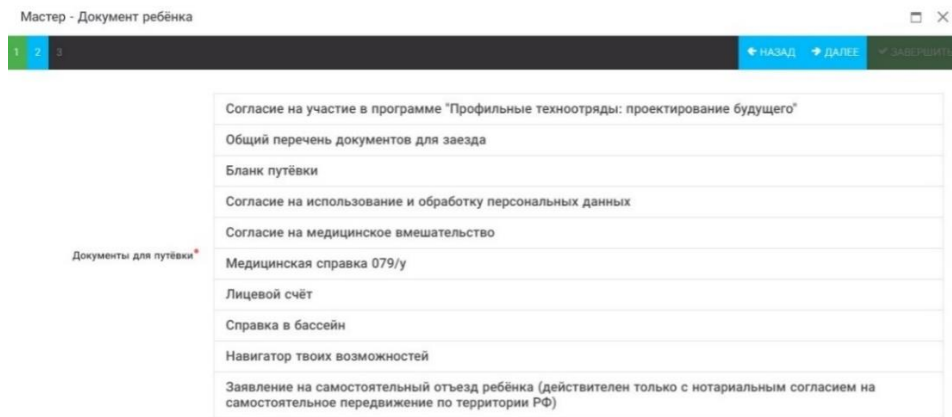 Мастер - Документ ребёнка
1 2 3
НАЗАД ДАЛЕЕ ЗАВЕРШИТЬ
Согласие на участие в программе "Профильные техноотряды: проектирование будущего"
Общий перечень документов для заезда
Бланк путёвки
Согласие на использование и обработку персональных данных
Согласие на медицинское вмешательство
Документы для путёвки*
Медицинская справка 079/у
Лицевой счёт
Справка в бассейн
Навигатор твоих возможностей
Заявление на самостоятельный отъезд ребёнка (действителен только с нотариальным согласием на
самостоятельное передвижение по территории РФ)